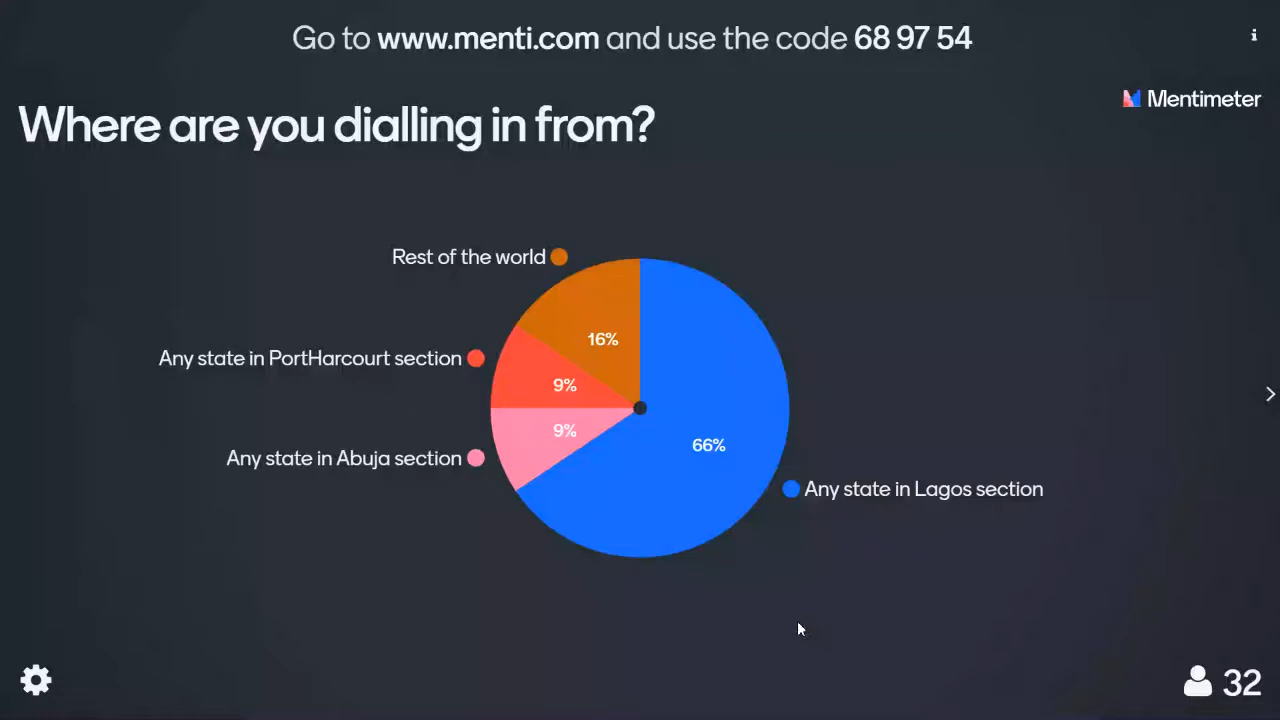 Go to www.menti.com and use the code 68 97 54
i
Mentimeter
Where are you dialling in from?
Rest of the world
16%
Any state in PortHarcourt section
9%
9%
Any state in Abuja section
66%
Any state in Lagos section
32